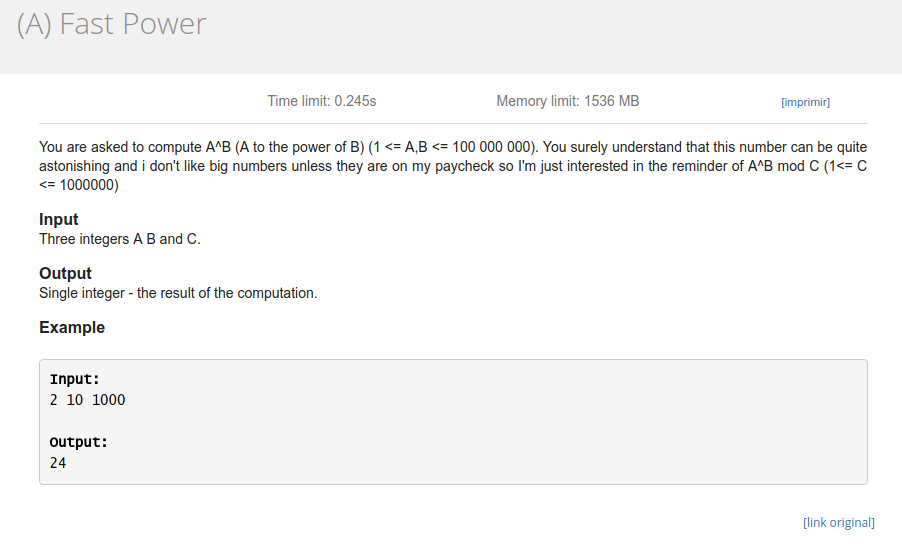 (A) Fast Power
Time limit: 0.245s Memory limit: 1536 MB [imprimir]
You are asked to compute A^B (A to the power of B) (1 <= A,B <= 100 000 000). You surely understand that this number can be quite
astonishing and i don't like big numbers unless they are on my paycheck so I'm just interested in the reminder of A^B mod C (1<= C
<= 1000000)
Input
Three integers A B and C.
Output
Single integer - the result of the computation.
Example
Input:
2 10 1000
Output:
24
[link original]